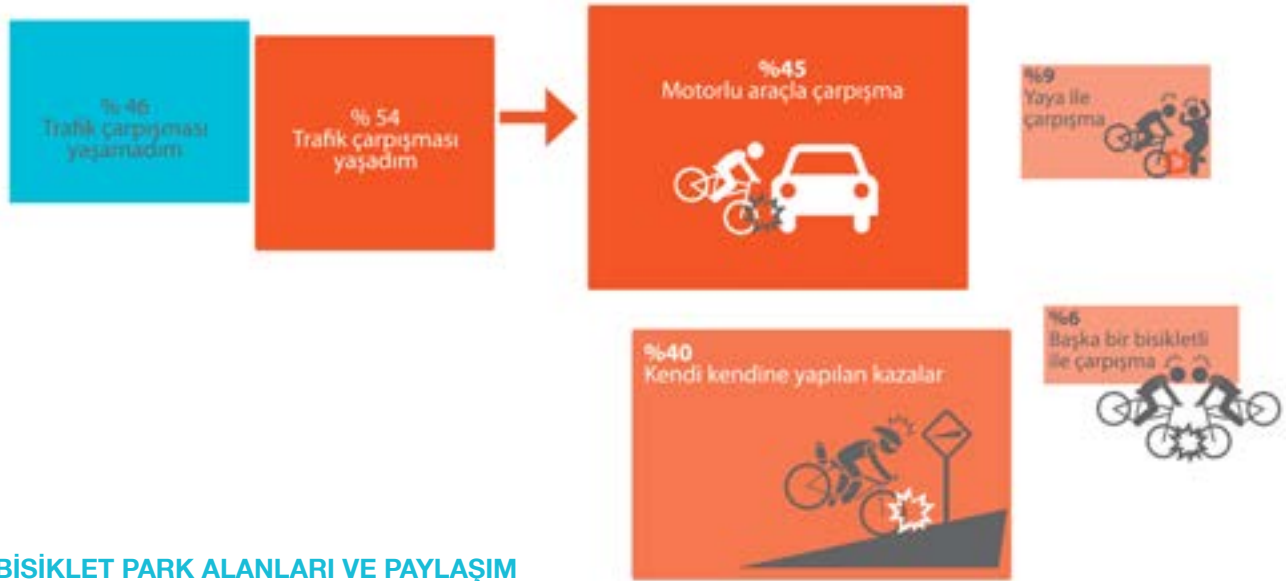 % 46
Trafik çarpışması
yaşamadım
% 54
Trafik çarpışması
yaşadım
%45
Motorlu araçla çarpışma
%9
Yaya ile
çarpışma
%40
Kendi kendine yapılan kazalar
%6
Başka bir bisikletli
ile çarpışma
BİSİKLET PARK ALANLARI VE PAYLAŞIM